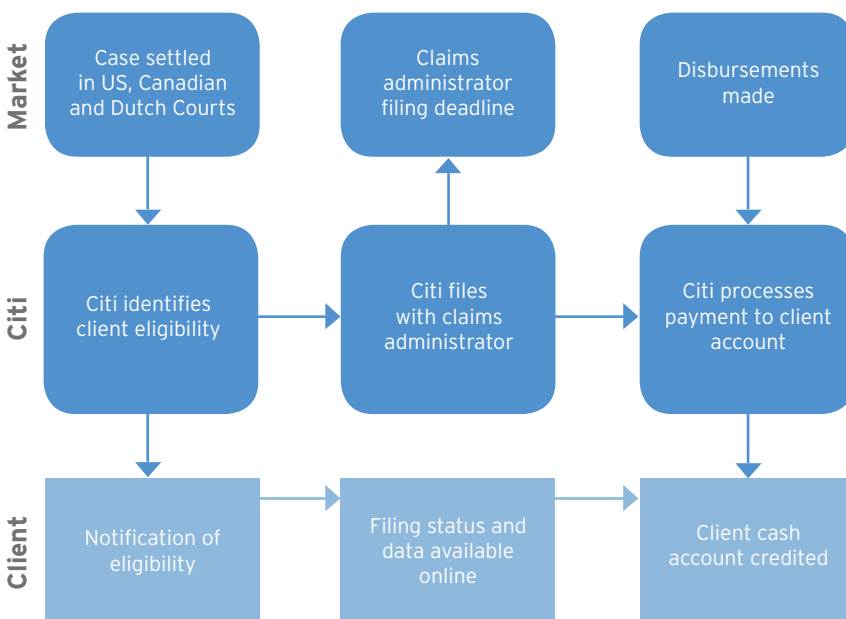 Market
Case settled
in US, Canadian
and Dutch Courts
Claims
administrator
filing deadline
Disbursements
made
Citi
Citi identifies
client eligibility
Citi files
with claims
administrator
Citi processes
payment to client
account
Client
Notification of
eligibility
Filing status and
data available
online
Client cash
account credited